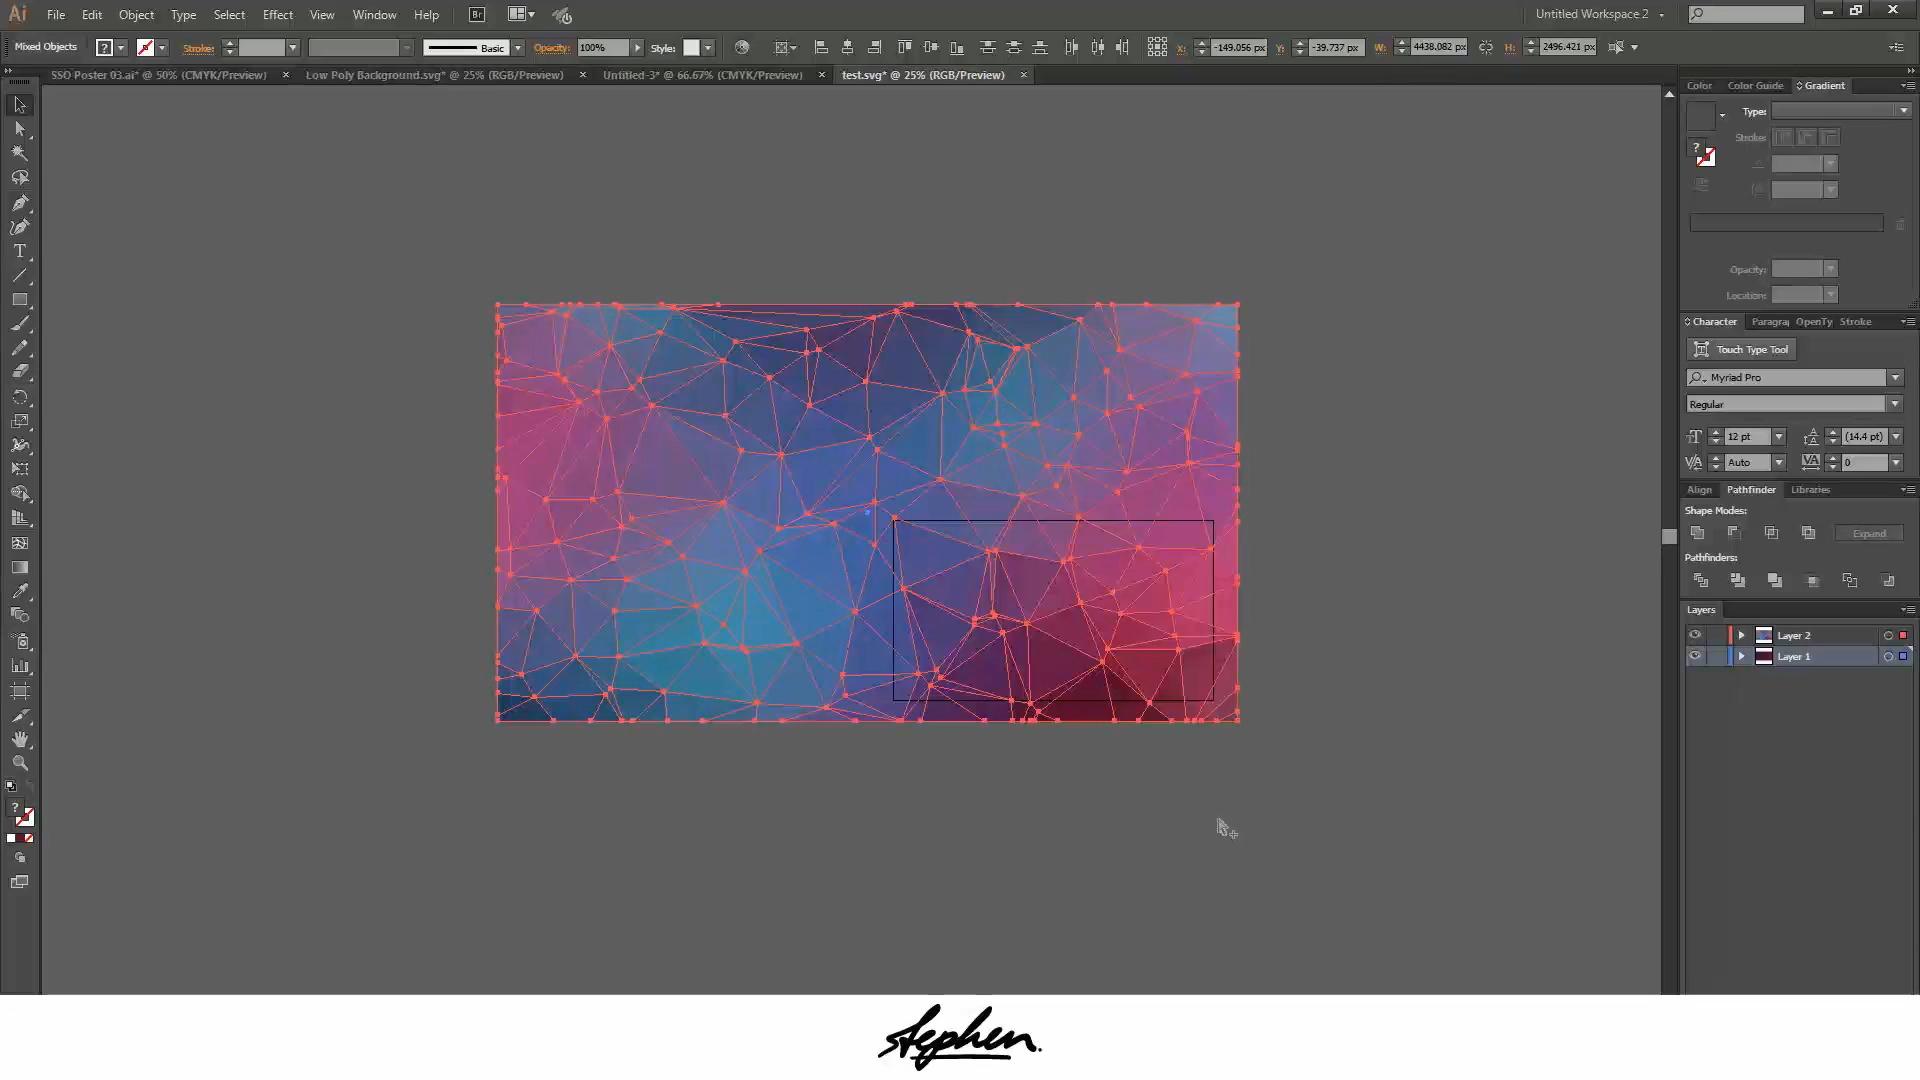 Ai File Edit Object Type Select Effect View Window Help Br Untitled Workspace 2
Mixed Objects Stroke: Basic Opacity: 100% Style: X: -149.056 px Y: -39.737 px W: 4438.082 px H: 2496.421 px
SSO Poster 03.ai* @ 50% (CMYK/Preview) × Low Poly Background.svg* @ 25% (RGB/Preview) × Untitled-3* @ 66.67% (CMYK/Preview) × test.svg* @ 25% (RGB/Preview) ×
Color Color Guide Gradient
Type:
Stroke:
Opacity:
Location:
Character Paragra OpenTy Stroke
Touch Type Tool
Myriad Pro
Regular
12 pt (14.4 pt)
Auto 0
Align Pathfinder Libraries
Shape Modes:
Expand
Pathfinders:
Layers
Layer 2
Layer 1
Stephen.